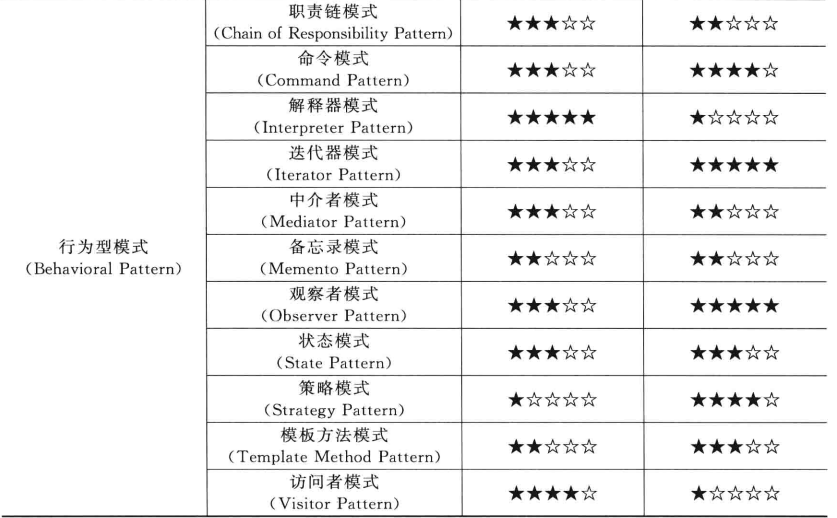 职责链模式
(Chain of Responsibility Pattern)
★★★☆☆
★★☆☆☆
命令模式
(Command Pattern)
★★★☆☆
★★★★☆
解释器模式
(Interpreter Pattern)
★★★★★
★☆☆☆☆
迭代器模式
(Iterator Pattern)
★★★☆☆
★★★★★
中介者模式
(Mediator Pattern)
★★★☆☆
★★☆☆☆
行为型模式
(Behavioral Pattern)
备忘录模式
(Memento Pattern)
★★☆☆☆
★★☆☆☆
观察者模式
(Observer Pattern)
★★★☆☆
★★★★★
状态模式
(State Pattern)
★★★☆☆
★★★☆☆
策略模式
(Strategy Pattern)
★☆☆☆☆
★★★★☆
模板方法模式
(Template Method Pattern)
★★☆☆☆
★★★☆☆
访问者模式
(Visitor Pattern)
★★★★☆
★☆☆☆☆